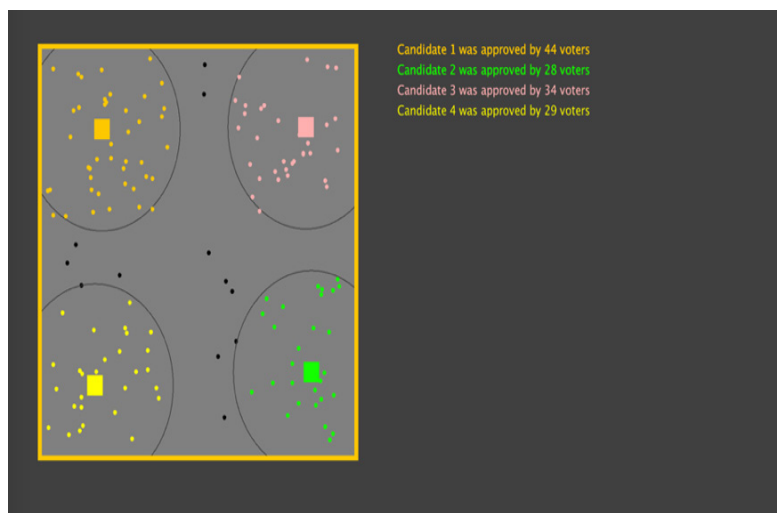 Candidate 1 was approved by 44 voters
Candidate 2 was approved by 28 voters
Candidate 3 was approved by 34 voters
Candidate 4 was approved by 29 voters